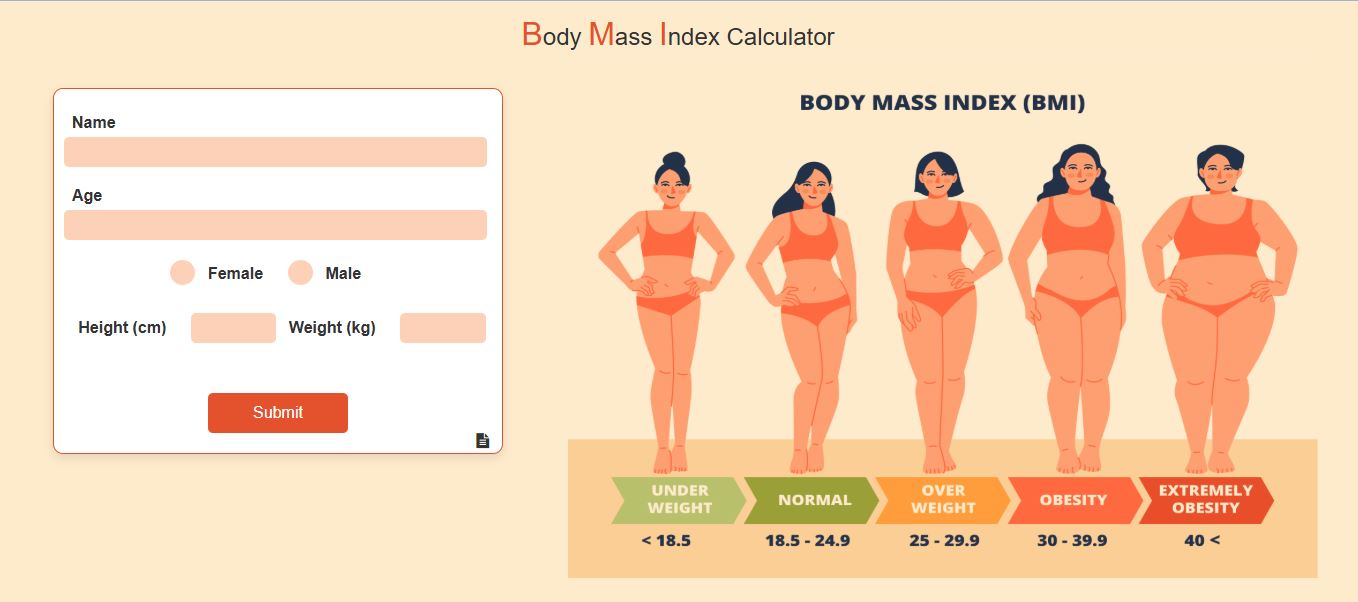 Body Mass Index Calculator
Name
Age
Female Male
Height (cm) Weight (kg)
Submit
BODY MASS INDEX (BMI)
UNDER
WEIGHT
NORMAL
OVER
WEIGHT
OBESITY
EXTREMELY
OBESITY
< 18.5 18.5 - 24.9 25 - 29.9 30 - 39.9 40 <